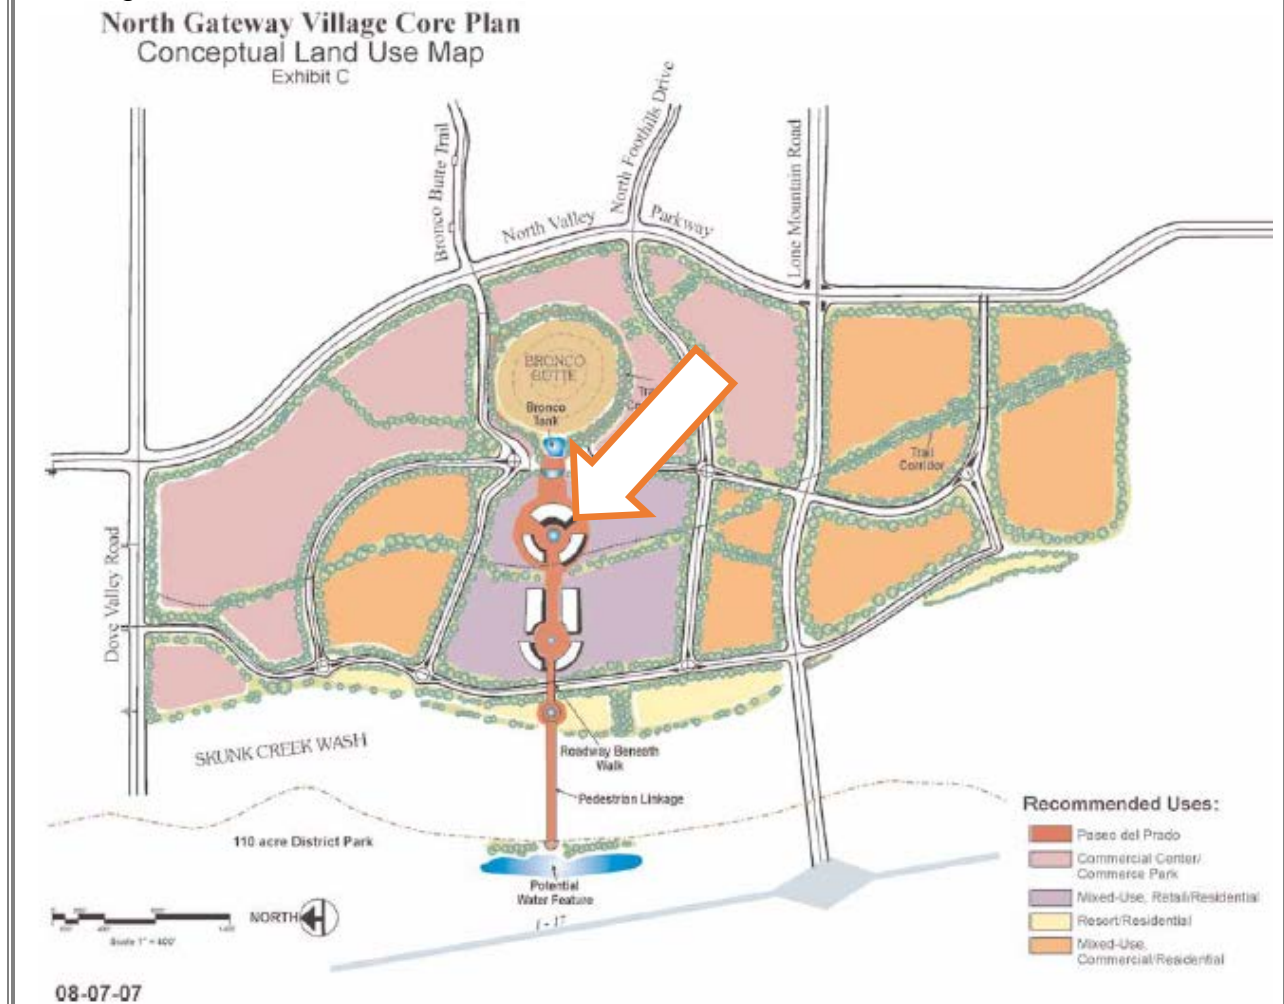 North Gateway Village Core Plan
Conceptual Land Use Map
Exhibit C
Bronco Butte Trail
North Foothills Drive
Lone Mountain Road
North Valley
Parkway
BRONCO
BUTTE
Bronco
Tank
Trail
Corridor
Dove Valley Road
SKUNK CREEK WASH
Roadway Beneath
Walk
Pedestrian Linkage
110 acre District Park
Potential
Water Feature
I - 17
NORTH
Scale 1" = 400'
Recommended Uses:
Paseo del Prado
Commercial Center/
Commerce Park
Mixed-Use, Retail/Residential
Resort/Residential
Mixed-Use,
Commercial/Residential
08-07-07